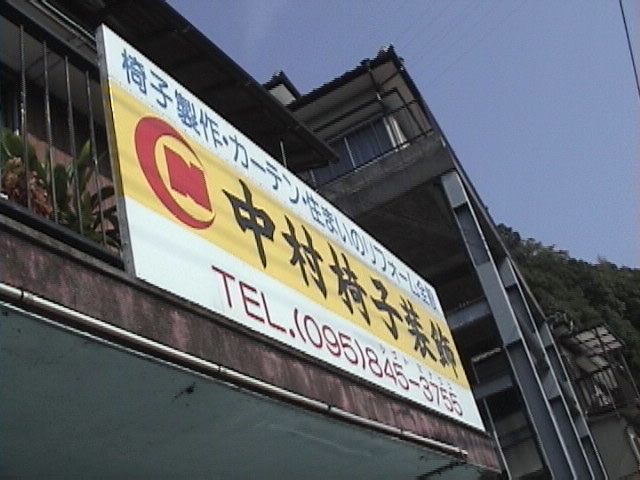 椅子製作・カーテン・住まいのリフォーム全般
N
中村椅子装飾
TEL.(095)845-3755